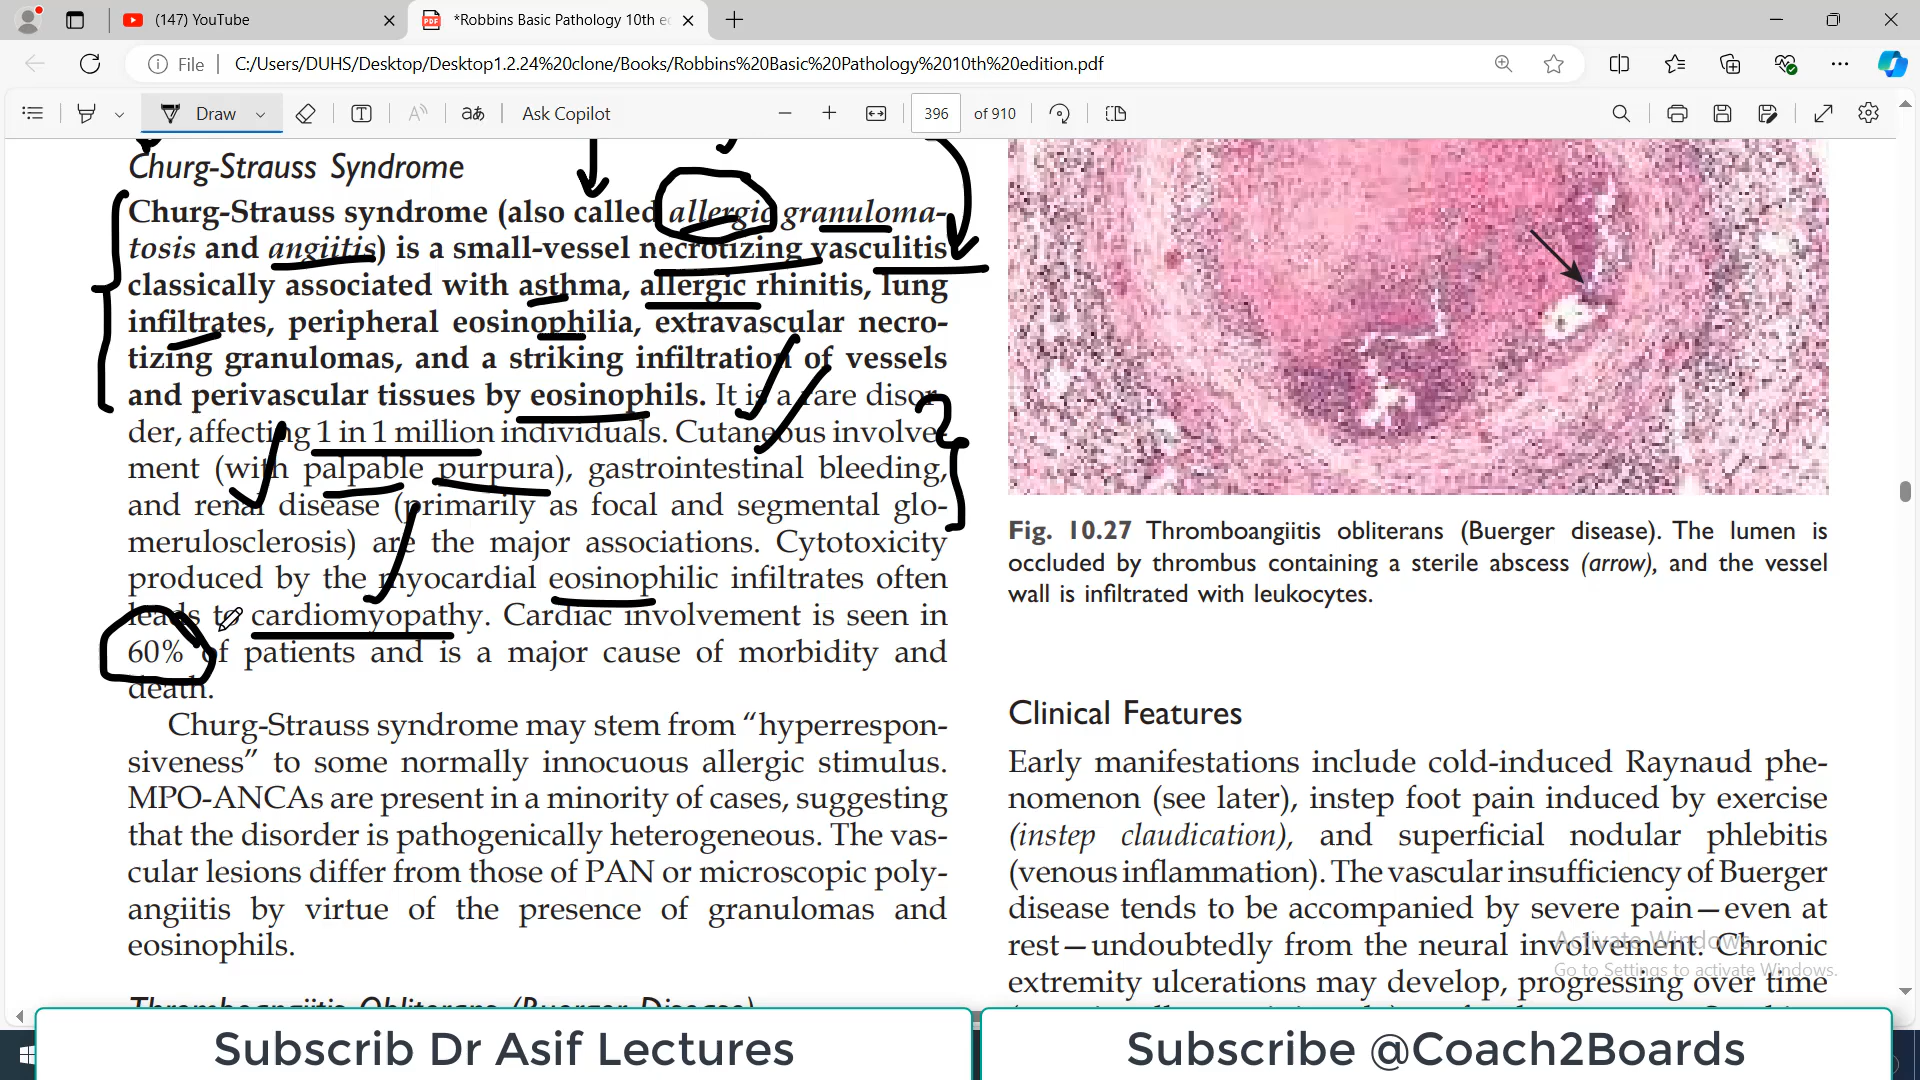 (147) YouTube
*Robbins Basic Pathology 10th e
File
C:/Users/DUHS/Desktop/Desktop1.2.24%20clone/Books/Robbins%20Basic%20Pathology%2010th%20edition.pdf
Draw
Ask Copilot
396 of 910
Churg-Strauss Syndrome
Churg-Strauss syndrome (also called allergic granuloma-
tosis and angiitis) is a small-vessel necrotizing vasculitis
classically associated with asthma, allergic rhinitis, lung
infiltrates, peripheral eosinophilia, extravascular necro-
tizing granulomas, and a striking infiltration of vessels
and perivascular tissues by eosinophils. It is a rare disor-
der, affecting 1 in 1 million individuals. Cutaneous involve-
ment (with palpable purpura), gastrointestinal bleeding,
and renal disease (primarily as focal and segmental glo-
merulosclerosis) are the major associations. Cytotoxicity
produced by the myocardial eosinophilic infiltrates often
leads to cardiomyopathy. Cardiac involvement is seen in
60% of patients and is a major cause of morbidity and
death.
Churg-Strauss syndrome may stem from “hyperrespon-
siveness” to some normally innocuous allergic stimulus.
MPO-ANCAs are present in a minority of cases, suggesting
that the disorder is pathogenically heterogeneous. The vas-
cular lesions differ from those of PAN or microscopic poly-
angiitis by virtue of the presence of granulomas and
eosinophils.
Thromboangiitis Obliterans (Buerger Disease)
Fig. 10.27 Thromboangiitis obliterans (Buerger disease). The lumen is
occluded by thrombus containing a sterile abscess (arrow), and the vessel
wall is infiltrated with leukocytes.
Clinical Features
Early manifestations include cold-induced Raynaud phe-
nomenon (see later), instep foot pain induced by exercise
(instep claudication), and superficial nodular phlebitis
(venous inflammation). The vascular insufficiency of Buerger
disease tends to be accompanied by severe pain—even at
rest—undoubtedly from the neural involvement. Chronic
extremity ulcerations may develop, progressing over time
Activate Windows
Go to Settings to activate Windows.
Subscrib Dr Asif Lectures
Subscribe @Coach2Boards